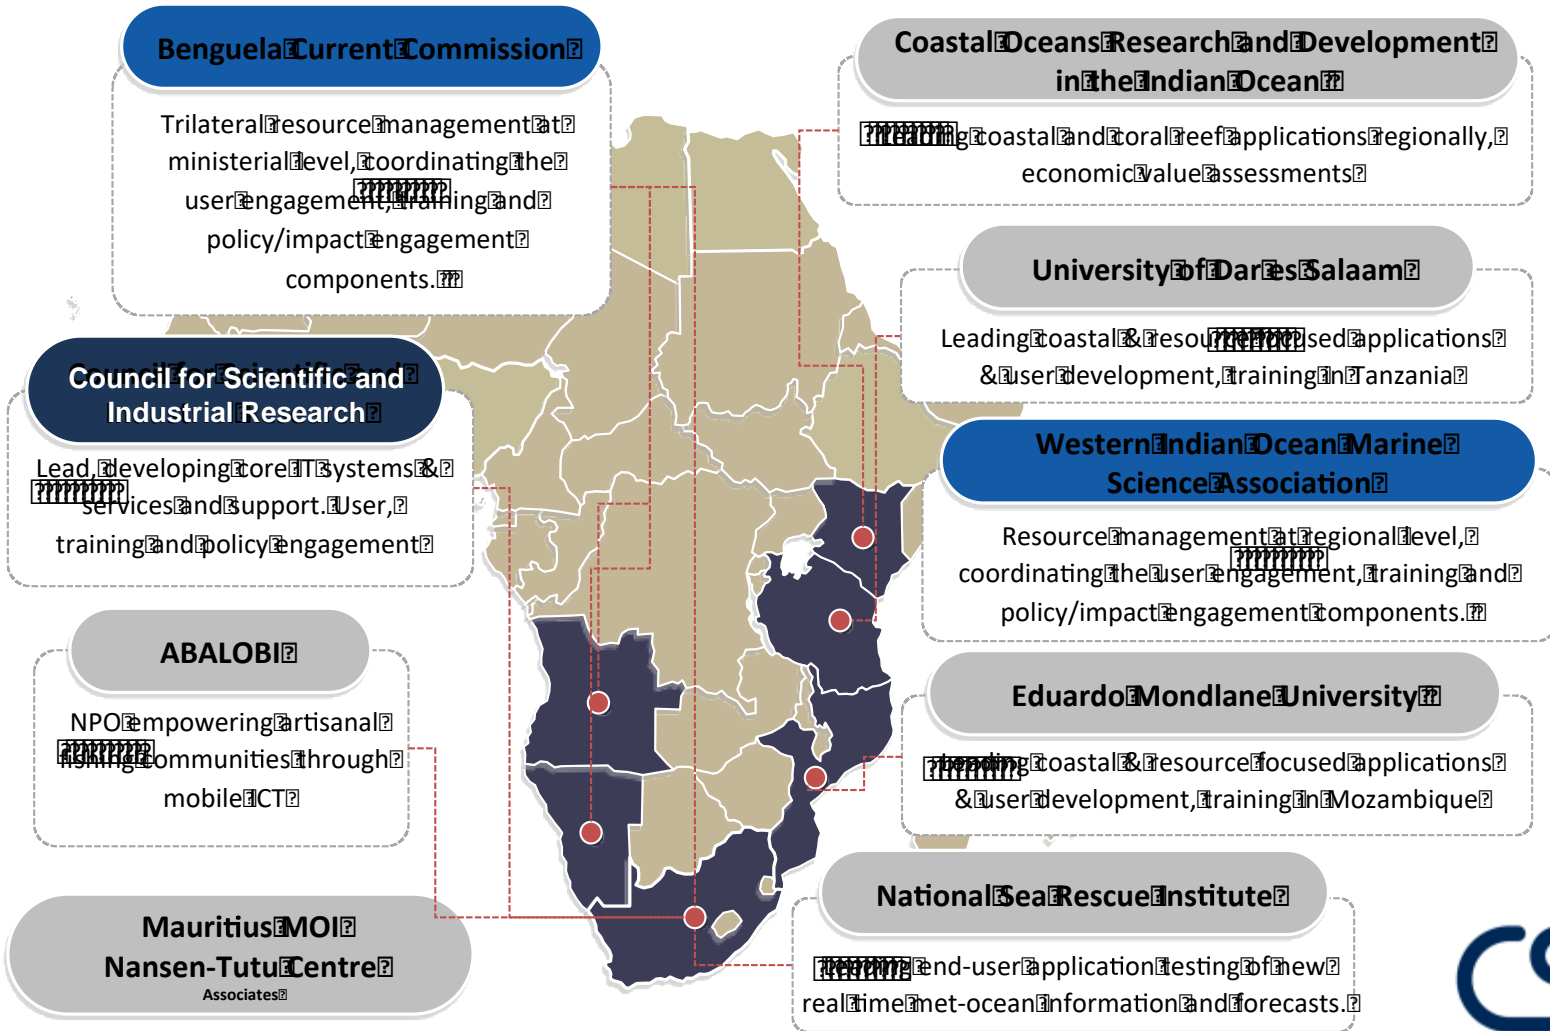 Benguela Current Commission
Trilateral resource management at
ministerial level, coordinating the
user engagement, training and
policy/impact engagement
components.
Council for Scientific and
Industrial Research
Lead, developing core IT systems &
services and support. User,
training and policy engagement
ABALOBI
NPO empowering artisanal
fishing communities through
mobile ICT
Mauritius MOI
Nansen-Tutu Centre
Associates
Coastal Oceans Research and Development
in the Indian Ocean
Leading coastal and coral reef applications regionally,
economic value assessments
University of Dar es Salaam
Leading coastal & resource focused applications
& user development, training in Tanzania
Western Indian Ocean Marine
Science Association
Resource management at regional level,
coordinating the user engagement, training and
policy/impact engagement components.
Eduardo Mondlane University
Leading coastal & resource focused applications
& user development, training in Mozambique
National Sea Rescue Institute
end-user application testing of new
real time met-ocean information and forecasts.